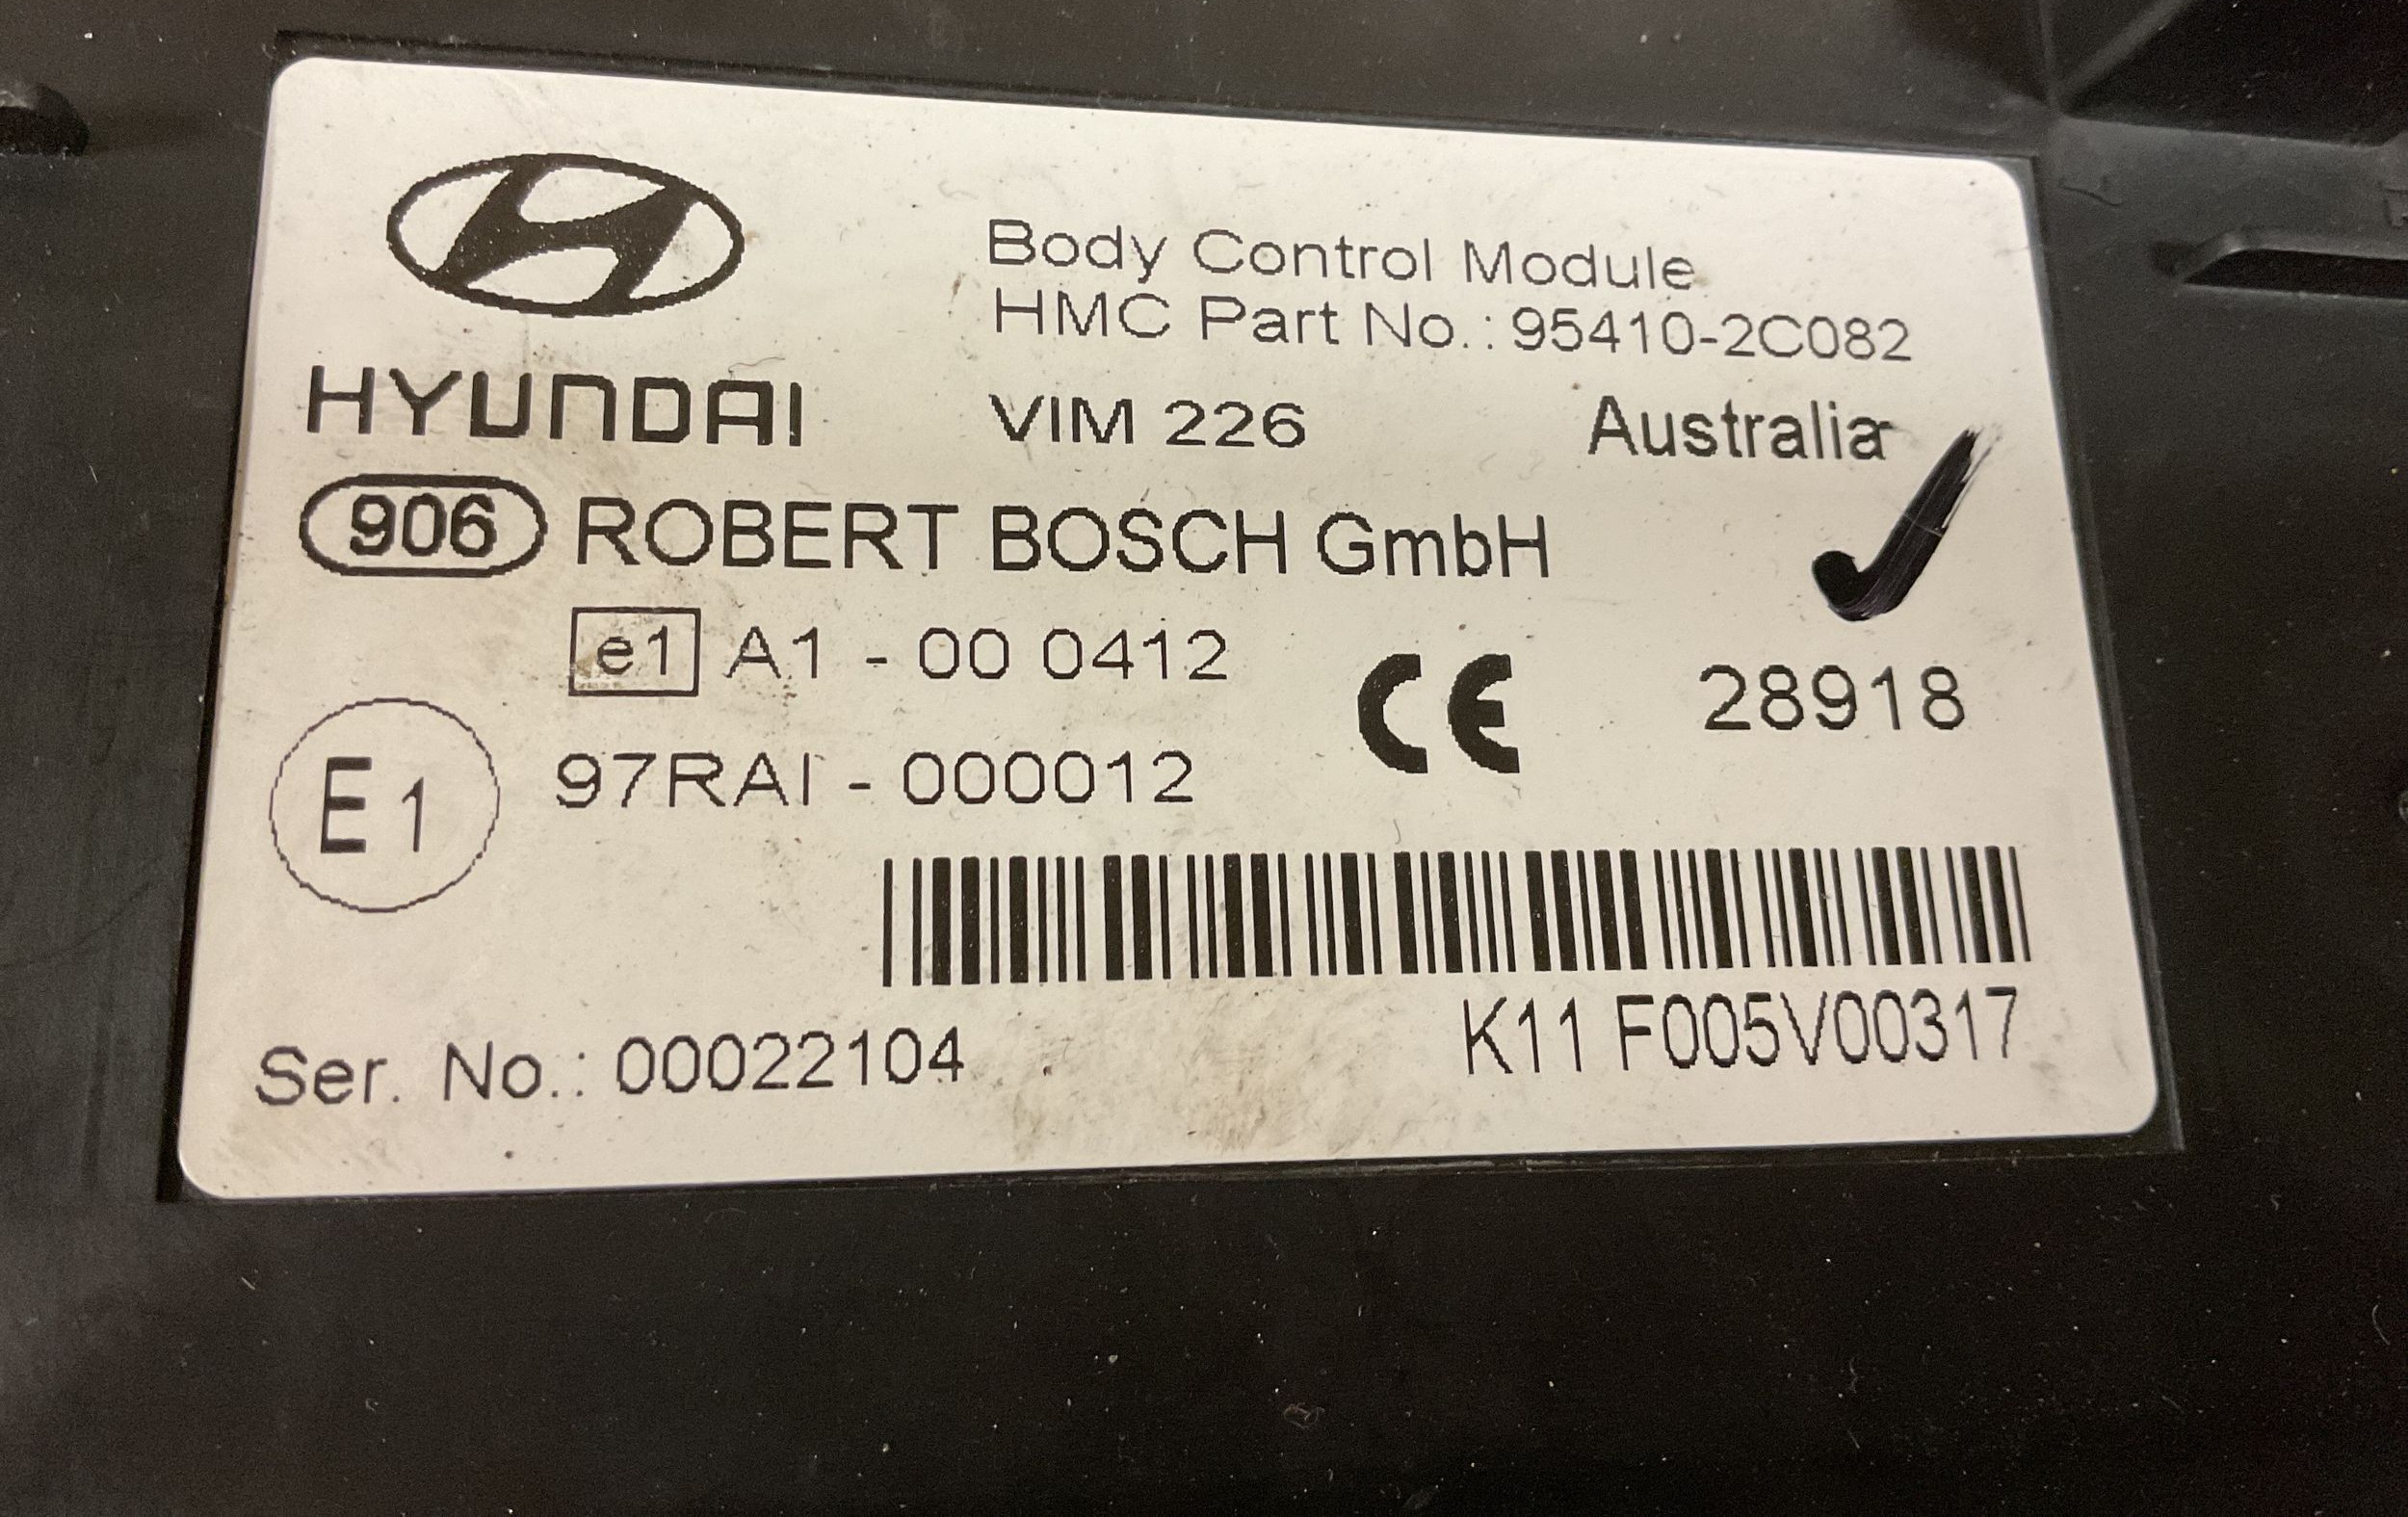 Body Control Module
HMC Part No.: 95410-2C082
HYUNDAI VIM 226 Australia
906 ROBERT BOSCH GmbH
e1 A1 - 00 0412
CE 28918
E1 97RAI - 000012
K11 F005V00317
Ser. No.: 00022104